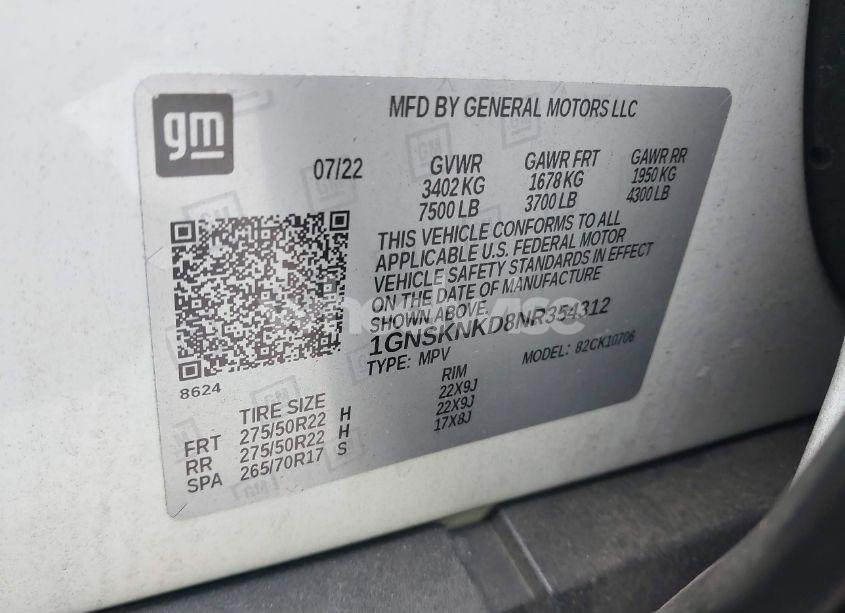 gm
MFD BY GENERAL MOTORS LLC
07/22
GVWR GAWR FRT GAWR RR
3402 KG 1678 KG 1950 KG
7500 LB 3700 LB 4300 LB
THIS VEHICLE CONFORMS TO ALL
APPLICABLE U.S. FEDERAL MOTOR
VEHICLE SAFETY STANDARDS IN EFFECT
ON THE DATE OF MANUFACTURE
SHOWN ABOVE.
1GNSKNKD8NR354312
TYPE: MPV MODEL: 82CK10706
8624
TIRE SIZE RIM
FRT 275/50R22 H 22X9J
RR 275/50R22 H 22X9J
SPA 265/70R17 S 17X8J